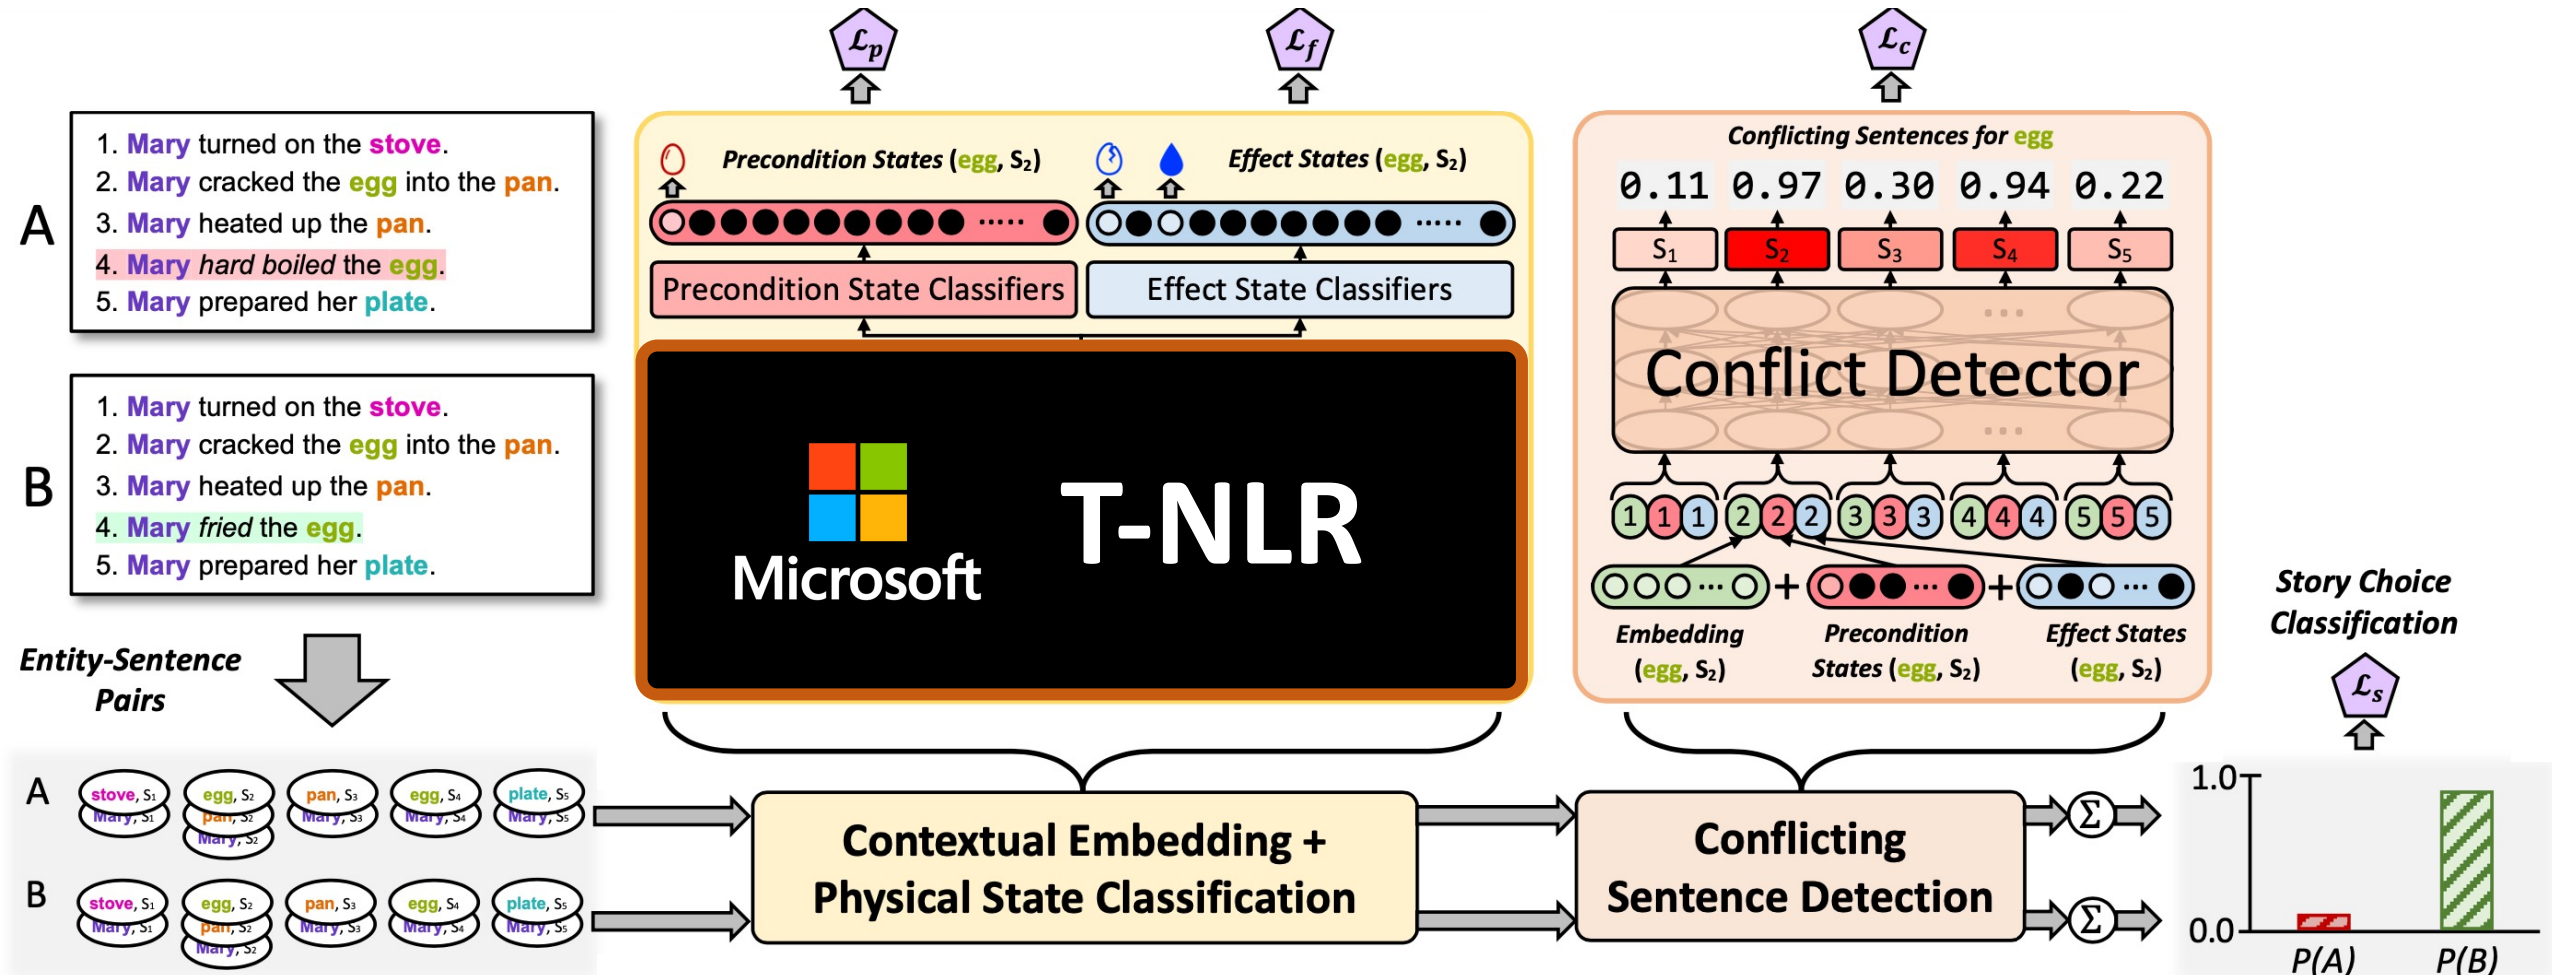 ℒp
ℒf
ℒc
A
1. Mary turned on the stove.
2. Mary cracked the egg into the pan.
3. Mary heated up the pan.
4. Mary hard boiled the egg.
5. Mary prepared her plate.
B
1. Mary turned on the stove.
2. Mary cracked the egg into the pan.
3. Mary heated up the pan.
4. Mary fried the egg.
5. Mary prepared her plate.
Entity-Sentence
Pairs
Precondition States (egg, S2)
Effect States (egg, S2)
.....
.....
Precondition State Classifiers
Effect State Classifiers
Microsoft
T-NLR
Conflicting Sentences for egg
0.11 0.97 0.30 0.94 0.22
S1 S2 S3 S4 S5
...
Conflict Detector
...
...
1 1 1 2 2 2 3 3 3 4 4 4 5 5 5
... + ... + ...
Embedding
(egg, S2)
Precondition
States (egg, S2)
Effect States
(egg, S2)
Story Choice
Classification
ℒs
A
stove, S1 egg, S2 pan, S3 egg, S4 plate, S5
Mary, S1 pan, S2 Mary, S3 Mary, S4 Mary, S5
Mary, S2
B
stove, S1 egg, S2 pan, S3 egg, S4 plate, S5
Mary, S1 pan, S2 Mary, S3 Mary, S4 Mary, S5
Mary, S2
Contextual Embedding +
Physical State Classification
Conflicting
Sentence Detection
Σ
Σ
1.0
0.0
P(A) P(B)